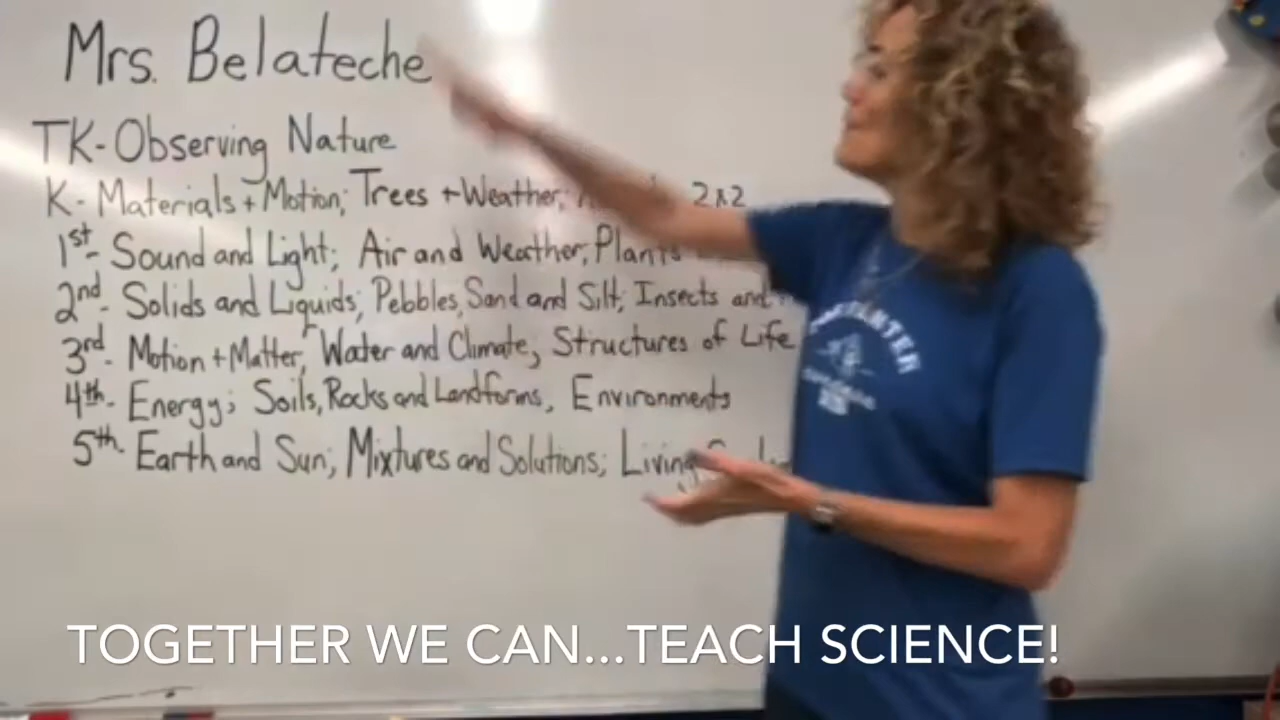 Mrs. Belateche
TK- Observing Nature
K- Materials + Motion; Trees + Weather; 2x2
1st- Sound and Light; Air and Weather; Plants
2nd- Solids and Liquids; Pebbles, Sand and Silt; Insects and
3rd- Motion + Matter; Water and Climate; Structures of Life
4th- Energy; Soils, Rocks and Landforms, Environments
5th- Earth and Sun; Mixtures and Solutions; Living
TOGETHER WE CAN...TEACH SCIENCE!